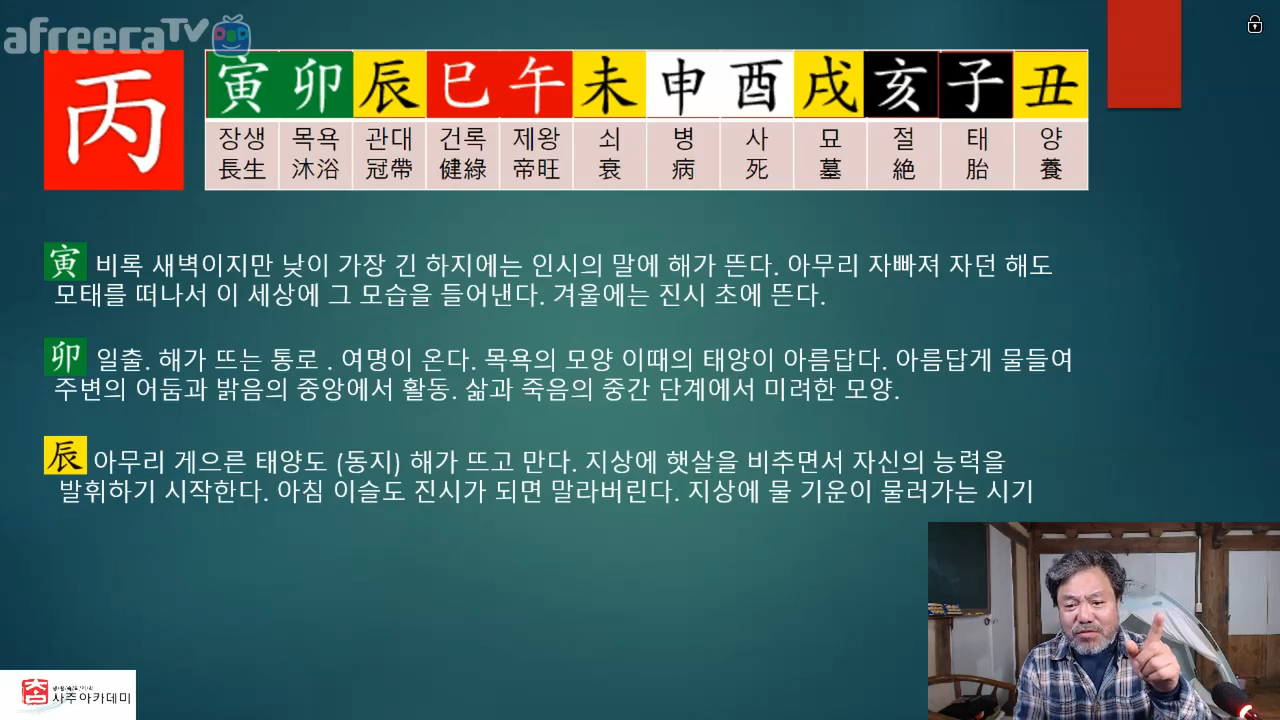 afreecaTV
丙
寅 卯 辰 巳 午 未 申 酉 戌 亥 子 丑
장생 목욕 관대 건록 제왕 쇠 병 사 묘 절 태 양
長生 沐浴 冠帶 健綠 帝旺 衰 病 死 墓 絶 胎 養
寅 비록 새벽이지만 낮이 가장 긴 하지에는 인시의 말에 해가 뜬다. 아무리 자빠져 자던 해도
모태를 떠나서 이 세상에 그 모습을 들어낸다. 겨울에는 진시 초에 뜬다.
卯 일출. 해가 뜨는 통로 . 여명이 온다. 목욕의 모양 이때의 태양이 아름답다. 아름답게 물들여
주변의 어둠과 밝음의 중앙에서 활동. 삶과 죽음의 중간 단계에서 미려한 모양.
辰 아무리 게으른 태양도 (동지) 해가 뜨고 만다. 지상에 햇살을 비추면서 자신의 능력을
발휘하기 시작한다. 아침 이슬도 진시가 되면 말라버린다. 지상에 물 기운이 물러가는 시기
사주아카데미